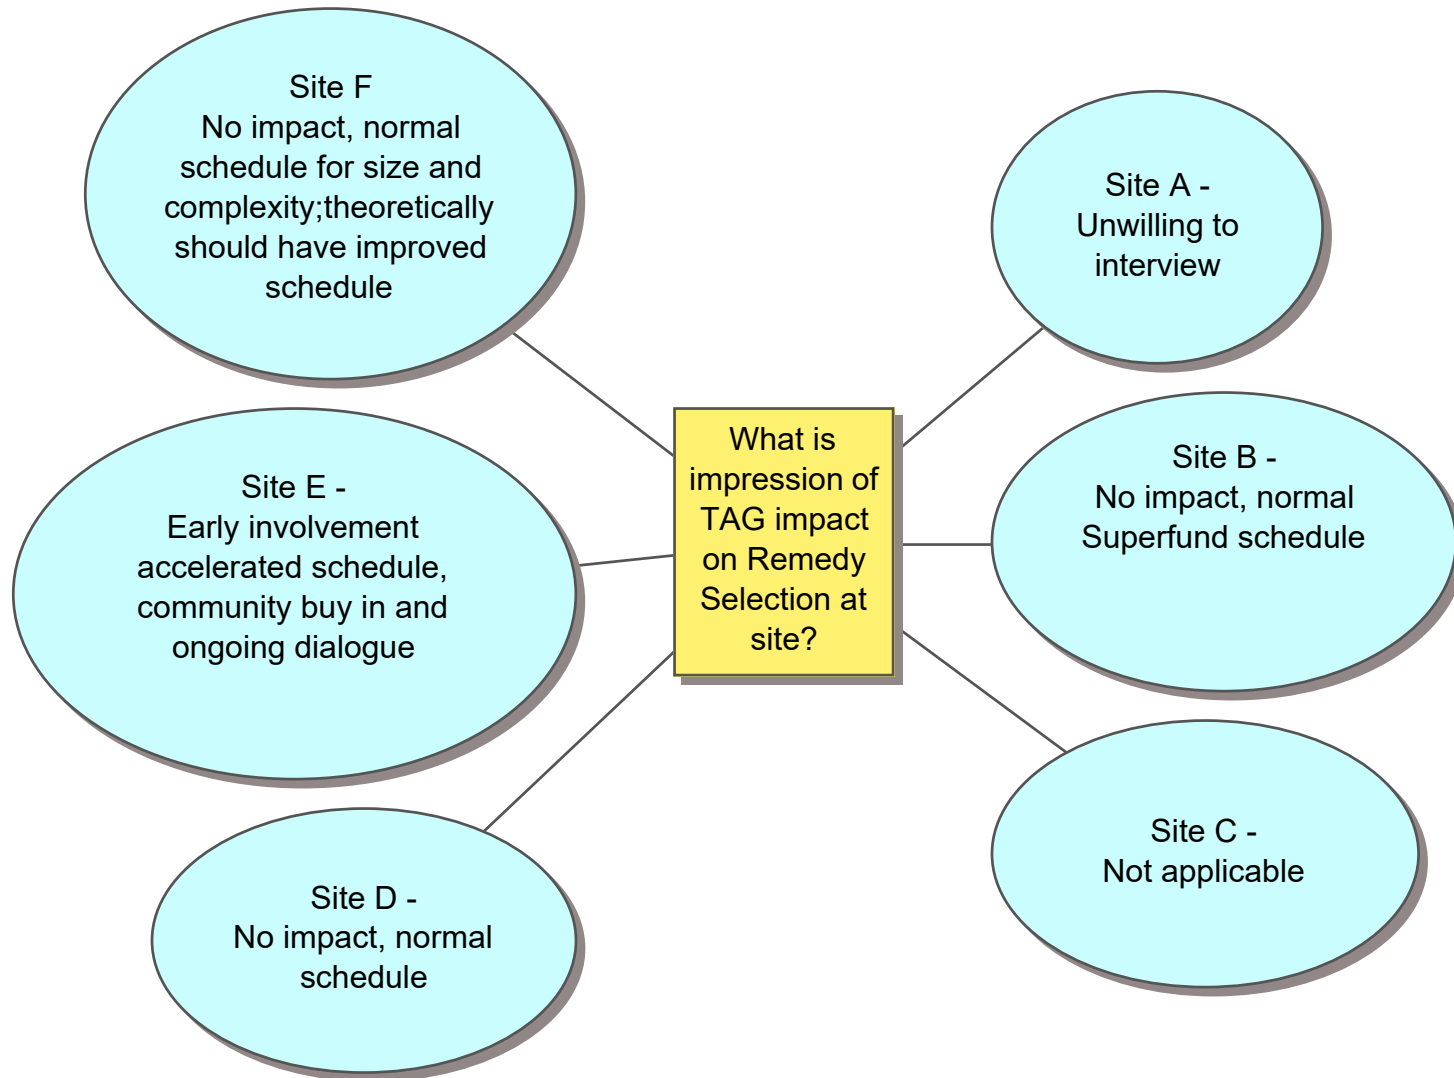 Site F
No impact, normal
schedule for size and
complexity;theoretically
should have improved
schedule
Site A -
Unwilling to
interview
What is
impression of
TAG impact
on Remedy
Selection at
site?
Site B -
No impact, normal
Superfund schedule
Site E -
Early involvement
accelerated schedule,
community buy in and
ongoing dialogue
Site C -
Not applicable
Site D -
No impact, normal
schedule